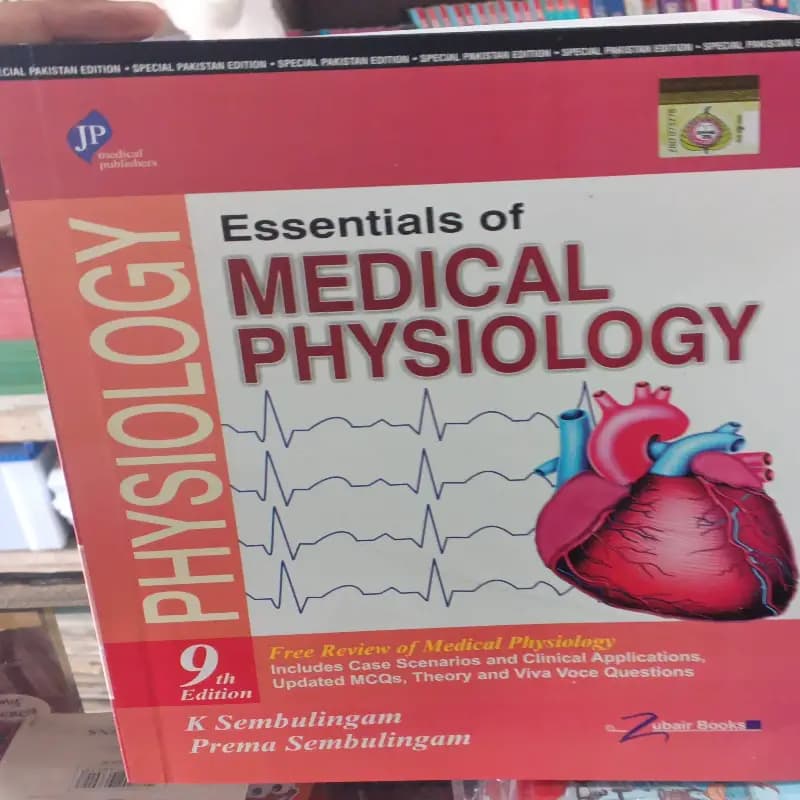 CIAL PAKISTAN EDITION • SPECIAL PAKISTAN EDITION • SPECIAL PAKISTAN EDITION • SPECIAL PAKISTAN EDITION • SPECIAL PAKISTAN EDITION • SPECIAL PAKISTAN E
JP
medical
publishers
PHYSIOLOGY
Essentials of
MEDICAL
PHYSIOLOGY
9th
Edition
Free Review of Medical Physiology
Includes Case Scenarios and Clinical Applications,
Updated MCQs, Theory and Viva Voce Questions
K Sembulingam
Prema Sembulingam
Zubair Books